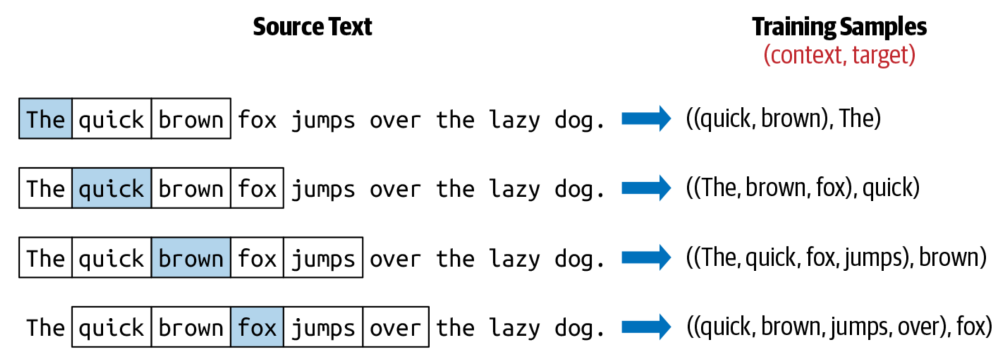 Source Text Training Samples
(context, target)
The quick brown fox jumps over the lazy dog. ((quick, brown), The)
The quick brown fox jumps over the lazy dog. ((The, brown, fox), quick)
The quick brown fox jumps over the lazy dog. ((The, quick, fox, jumps), brown)
The quick brown fox jumps over the lazy dog. ((quick, brown, jumps, over), fox)